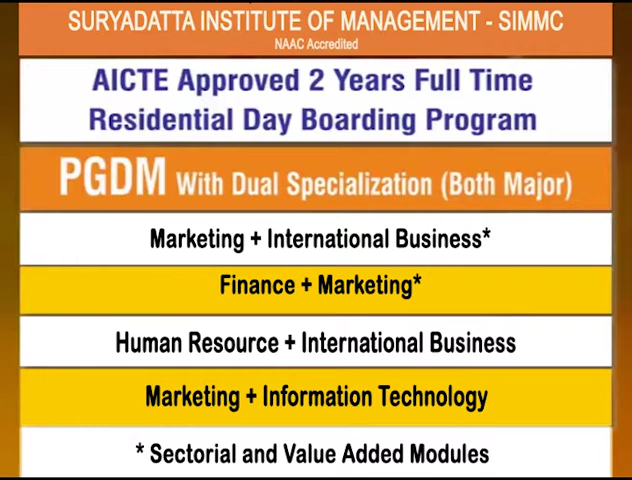 SURYADATTA INSTITUTE OF MANAGEMENT - SIMMC
NAAC Accredited
AICTE Approved 2 Years Full Time
Residential Day Boarding Program
PGDM With Dual Specialization (Both Major)
Marketing + International Business*
Finance + Marketing*
Human Resource + International Business
Marketing + Information Technology
* Sectorial and Value Added Modules